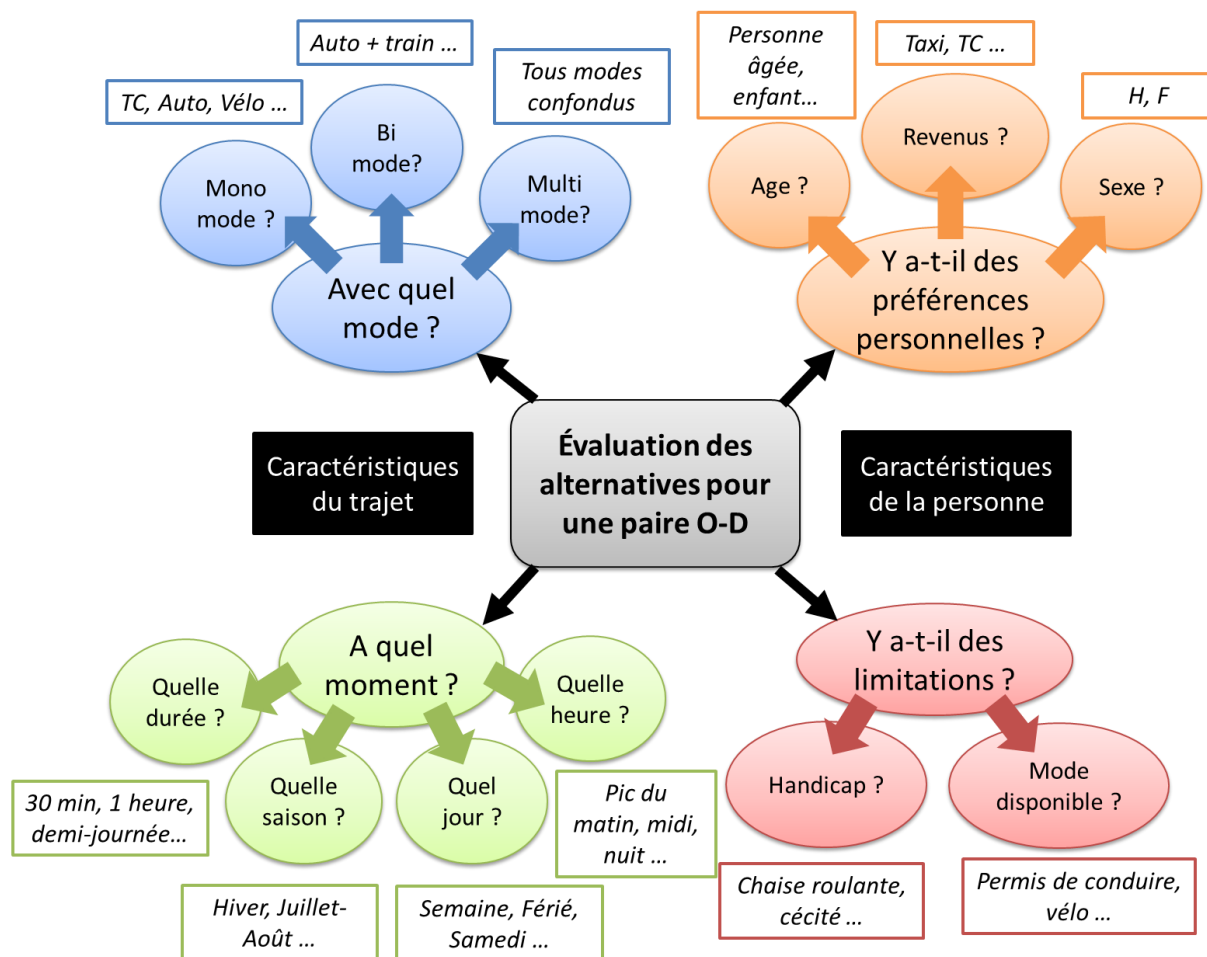 Auto + train …
TC, Auto, Vélo …
Tous modes
confondus
Mono
mode ?
Bi
mode?
Multi
mode?
Avec quel
mode ?
Personne
âgée,
enfant…
Taxi, TC …
H, F
Age ?
Revenus ?
Sexe ?
Y a-t-il des
préférences
personnelles ?
Caractéristiques
du trajet
Évaluation des
alternatives pour
une paire O-D
Caractéristiques
de la personne
A quel
moment ?
Quelle
durée ?
Quelle
saison ?
Quel
jour ?
Quelle
heure ?
30 min, 1 heure,
demi-journée…
Hiver, Juillet-
Août …
Semaine, Férié,
Samedi …
Pic du
matin, midi,
nuit …
Y a-t-il des
limitations ?
Handicap ?
Mode
disponible ?
Chaise roulante,
cécité …
Permis de conduire,
vélo …